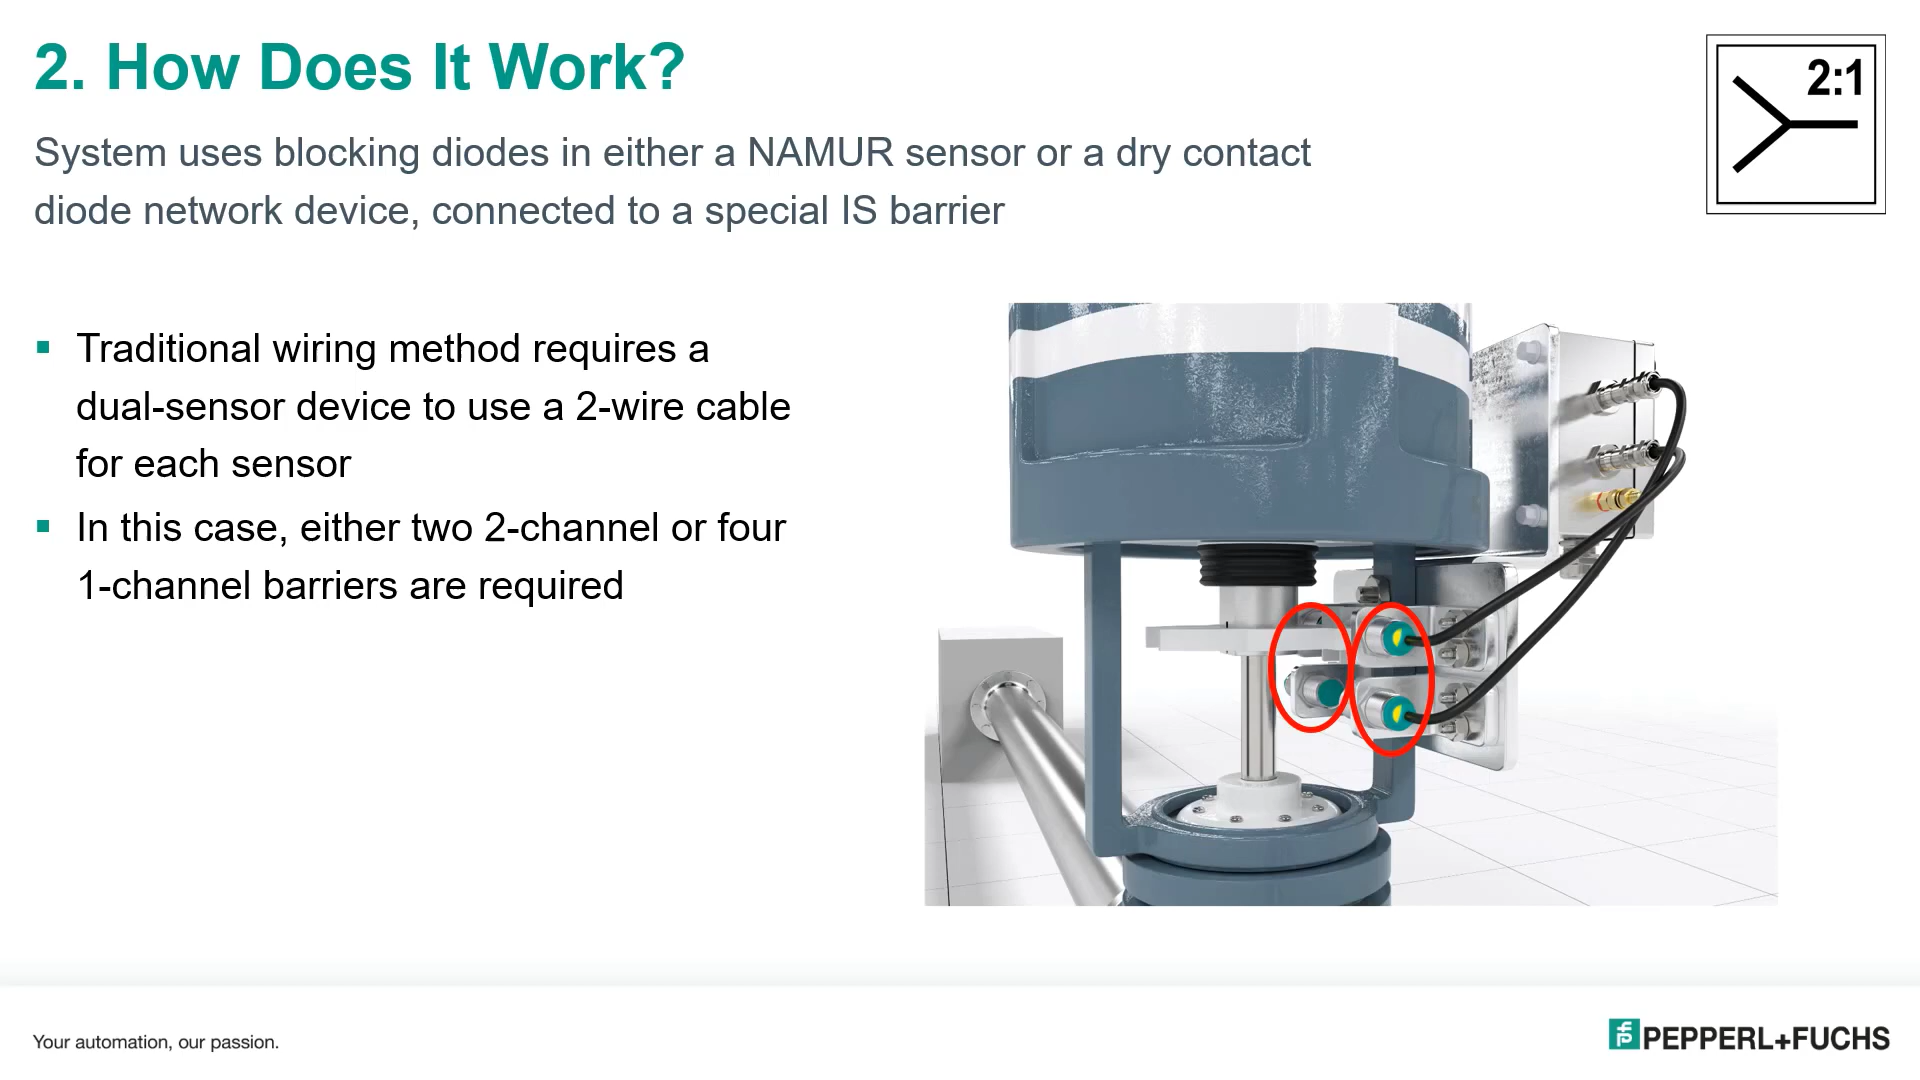 2. How Does It Work?
2:1
System uses blocking diodes in either a NAMUR sensor or a dry contact
diode network device, connected to a special IS barrier
Traditional wiring method requires a
dual-sensor device to use a 2-wire cable
for each sensor
In this case, either two 2-channel or four
1-channel barriers are required
Your automation, our passion.
PEPPERL+FUCHS